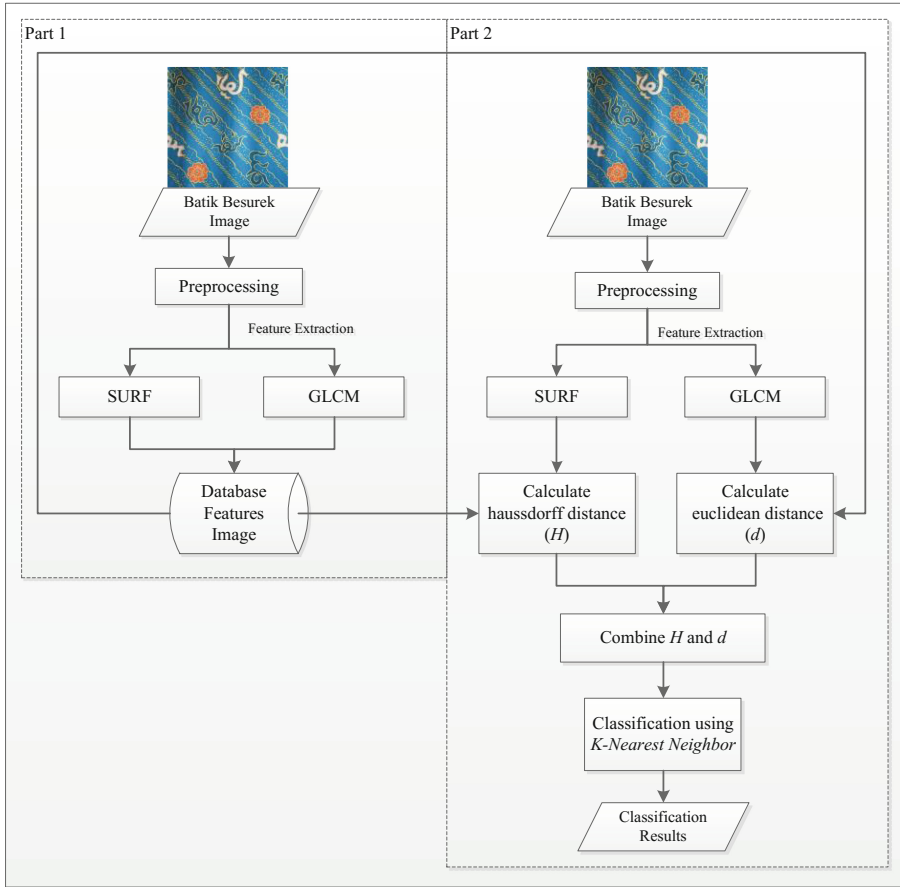 Part 1
Batik Besurek
Image
Preprocessing
Feature Extraction
SURF
GLCM
Database
Features
Image
Part 2
Batik Besurek
Image
Preprocessing
Feature Extraction
SURF
GLCM
Calculate
haussdorff distance
(H)
Calculate
euclidean distance
(d)
Combine H and d
Classification using
K-Nearest Neighbor
Classification
Results